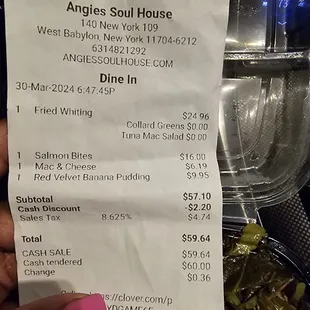 Angies Soul House
140 New York 109
West Babylon, New York 11704-6212
6314821292
ANGIESSOULHOUSE.COM
Dine In
30-Mar-2024 6:47:45P
1 Fried Whiting $24.96
Collard Greens $0.00
Tuna Mac Salad $0.00
1 Salmon Bites $16.00
1 Mac & Cheese $6.19
1 Red Velvet Banana Pudding $9.95
Subtotal $57.10
Cash Discount -$2.20
Sales Tax 8.625% $4.74
Total $59.64
CASH SALE $59.64
Cash tendered $60.00
Change $0.36
https://clover.com/p